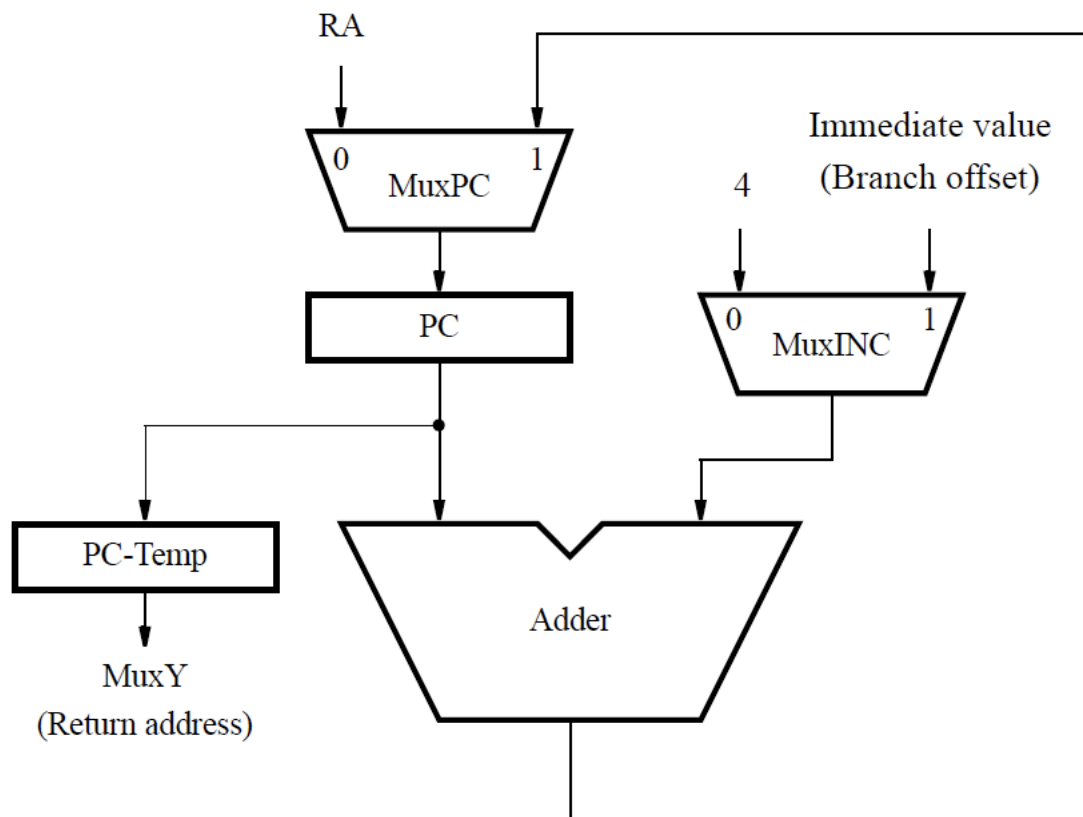 RA
Immediate value
(Branch offset)
0 1
MuxPC
4
PC
0 1
MuxINC
PC-Temp
Adder
MuxY
(Return address)